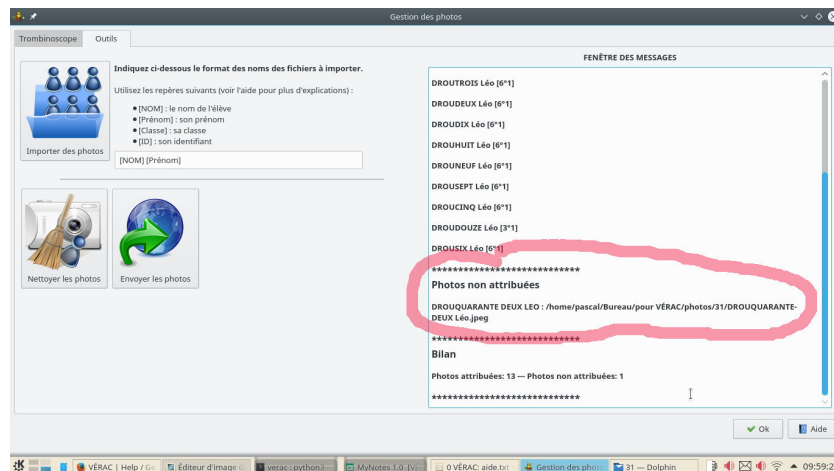 Gestion des photos
Trombinoscope
Outils
Importer des photos
Indiquez ci-dessous le format des noms des fichiers à importer.
Utilisez les repères suivants (voir l'aide pour plus d'explications) :
[NOM] : le nom de l'élève
[Prénom] : son prénom
[Classe] : sa classe
[ID] : son identifiant
[NOM] [Prénom]
Nettoyer les photos
Envoyer les photos
FENÊTRE DES MESSAGES
DROUTROIS Léo [6°1]
DROUDEUX Léo [6°1]
DROUDIX Léo [6°1]
DROUHUIT Léo [6°1]
DROUNEUF Léo [6°1]
DROUSEPT Léo [6°1]
DROUCINQ Léo [6°1]
DROUDOUZE Léo [3°1]
DROUSIX Léo [6°1]
****************************
Photos non attribuées
DROUQUARANTE DEUX LEO : /home/pascal/Bureau/pour VÉRAC/photos/31/DROUQUARANTE-
DEUX Léo.jpeg
****************************
Bilan
Photos attribuées: 13 --- Photos non attribuées: 1
****************************
Ok
Aide
VÉRAC | Help / Ge
Éditeur d'image G
verac : python3
MyNotes 1.0
0 VÉRAC: aide.txt
Gestion des phot
31 — Dolphin
09:59:2